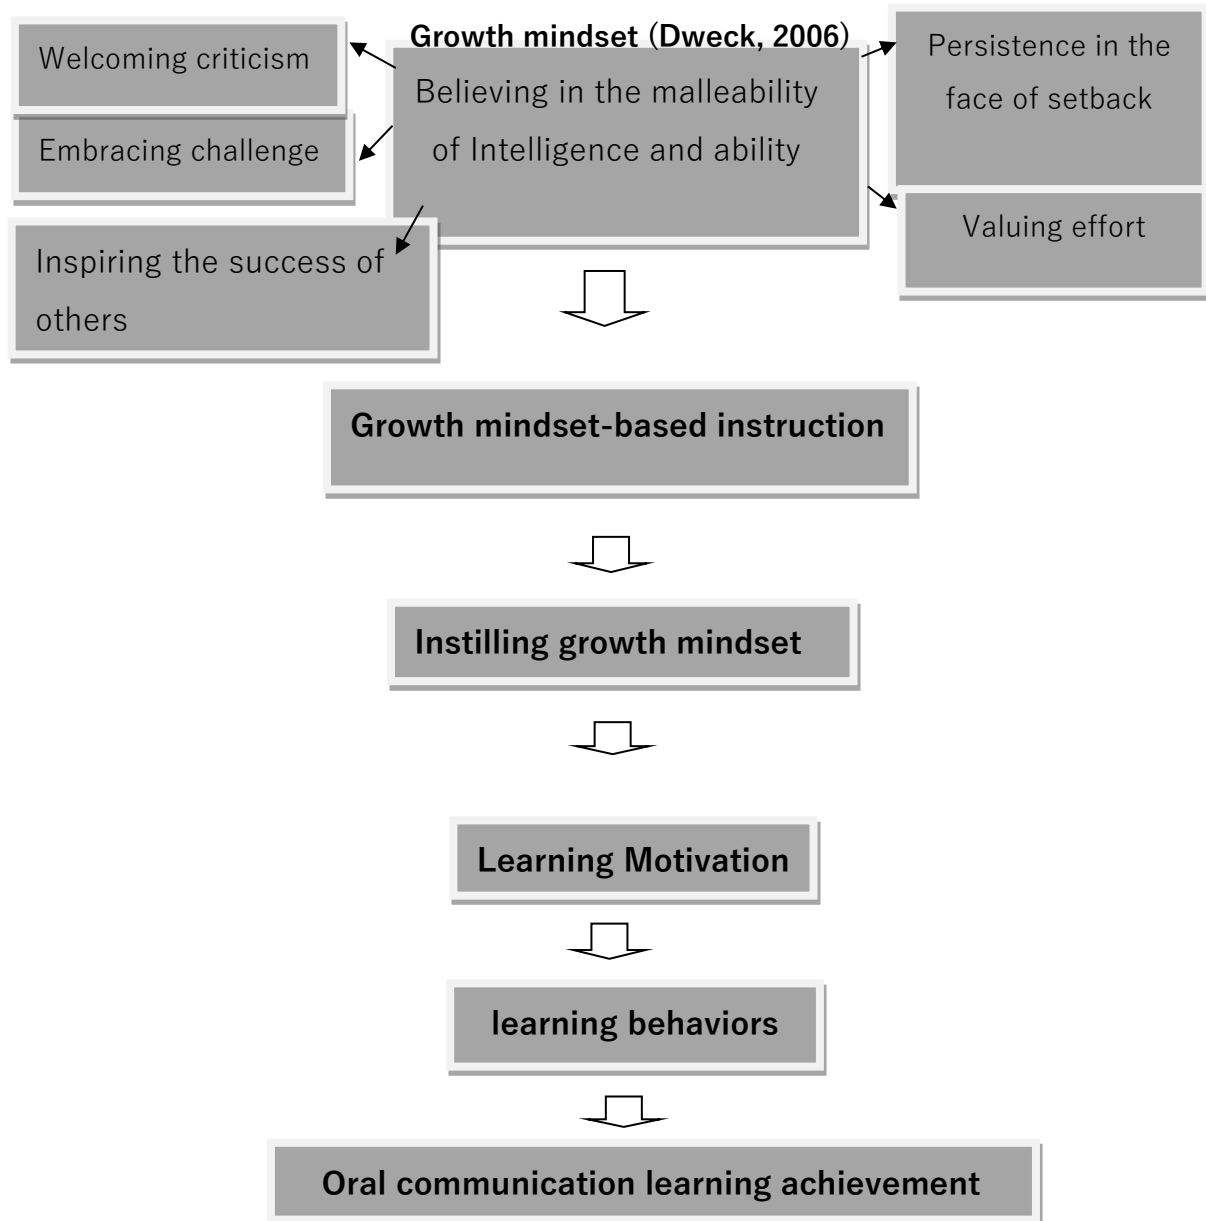 Growth mindset (Dweck, 2006)
Believing in the malleability
of Intelligence and ability
Welcoming criticism
Embracing challenge
Inspiring the success of
others
Persistence in the
face of setback
Valuing effort
Growth mindset-based instruction
Instilling growth mindset
Learning Motivation
learning behaviors
Oral communication learning achievement